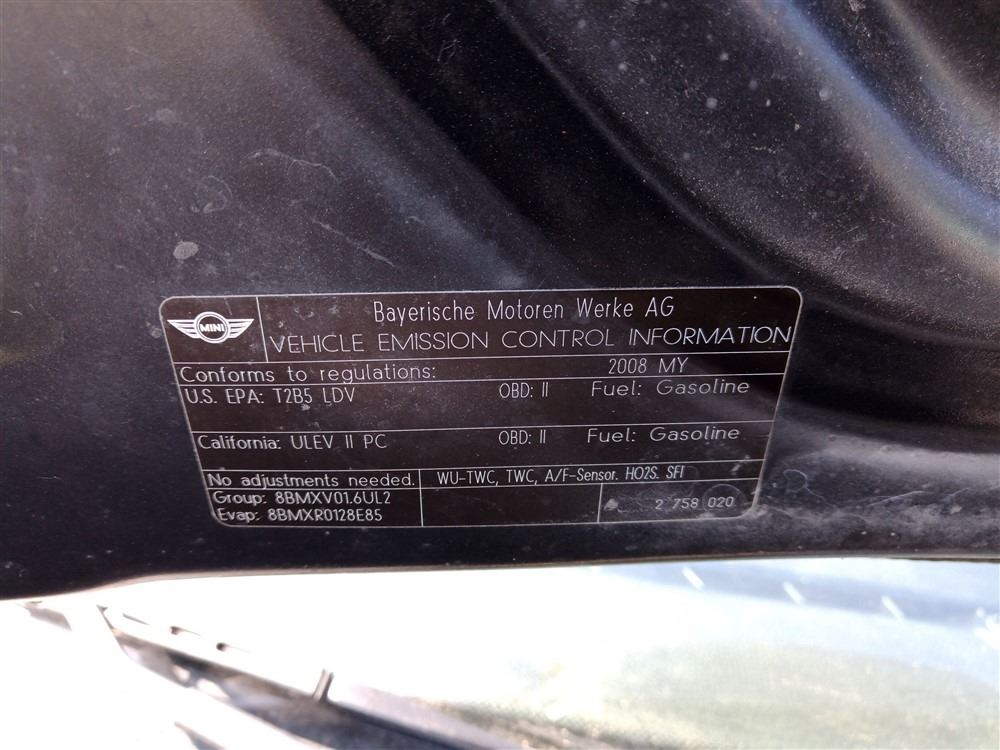 MINI
Bayerische Motoren Werke AG
VEHICLE EMISSION CONTROL INFORMATION
Conforms to regulations: 2008 MY
U.S. EPA: T2B5 LDV OBD: II Fuel: Gasoline
California: ULEV II PC OBD: II Fuel: Gasoline
No adjustments needed. WU-TWC, TWC, A/F-Sensor. HO2S. SFI
Group: 8BMXV01.6UL2
Evap: 8BMXR0128E85
2 758 020